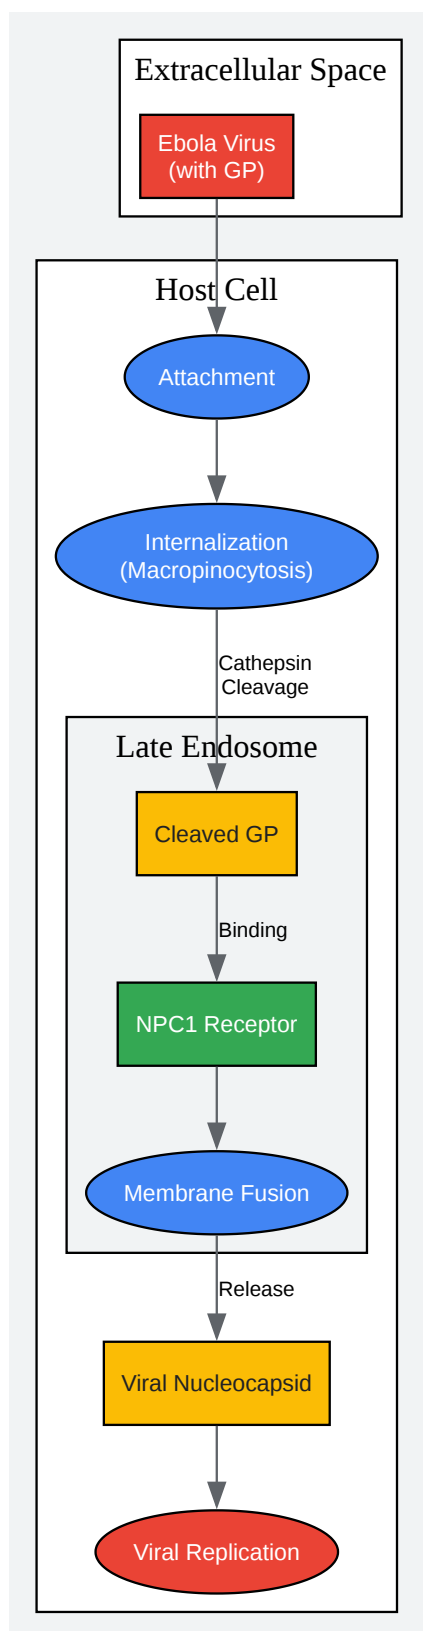 Extracellular Space
Ebola Virus
(with GP)
Host Cell
Attachment
Internalization
(Macropinocytosis)
Cathepsin
Cleavage
Late Endosome
Cleaved GP
Binding
NPC1 Receptor
Membrane Fusion
Release
Viral Nucleocapsid
Viral Replication